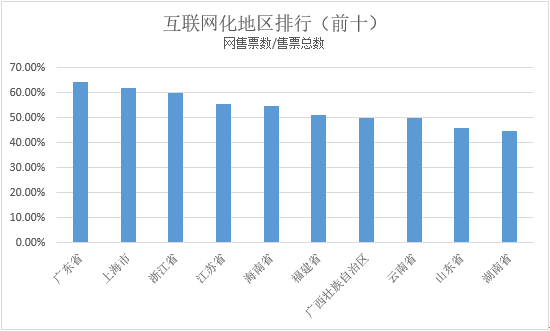 互联网化地区排行（前十）
网售票数/售票总数
70.00%
60.00%
50.00%
40.00%
30.00%
20.00%
10.00%
0.00%
广东省
上海市
浙江省
江苏省
海南省
福建省
广西壮族自治区
云南省
山东省
湖南省